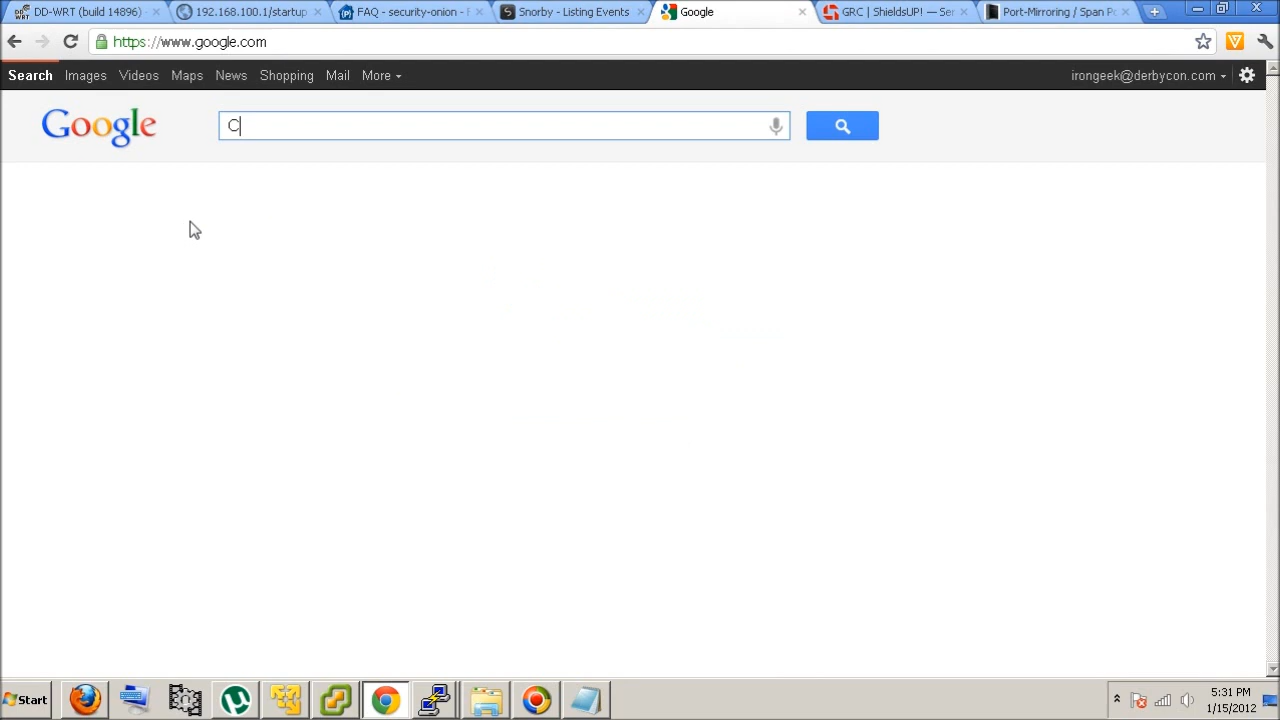 DD-WRT (build 14896) - 192.168.100.1/startup FAQ - security-onion - F Snorby - Listing Events Google GRC | ShieldsUP! — Ser Port-Mirroring / Span Po
https://www.google.com
Search Images Videos Maps News Shopping Mail More irongeek@derbycon.com
Google C
Start 5:31 PM
1/15/2012